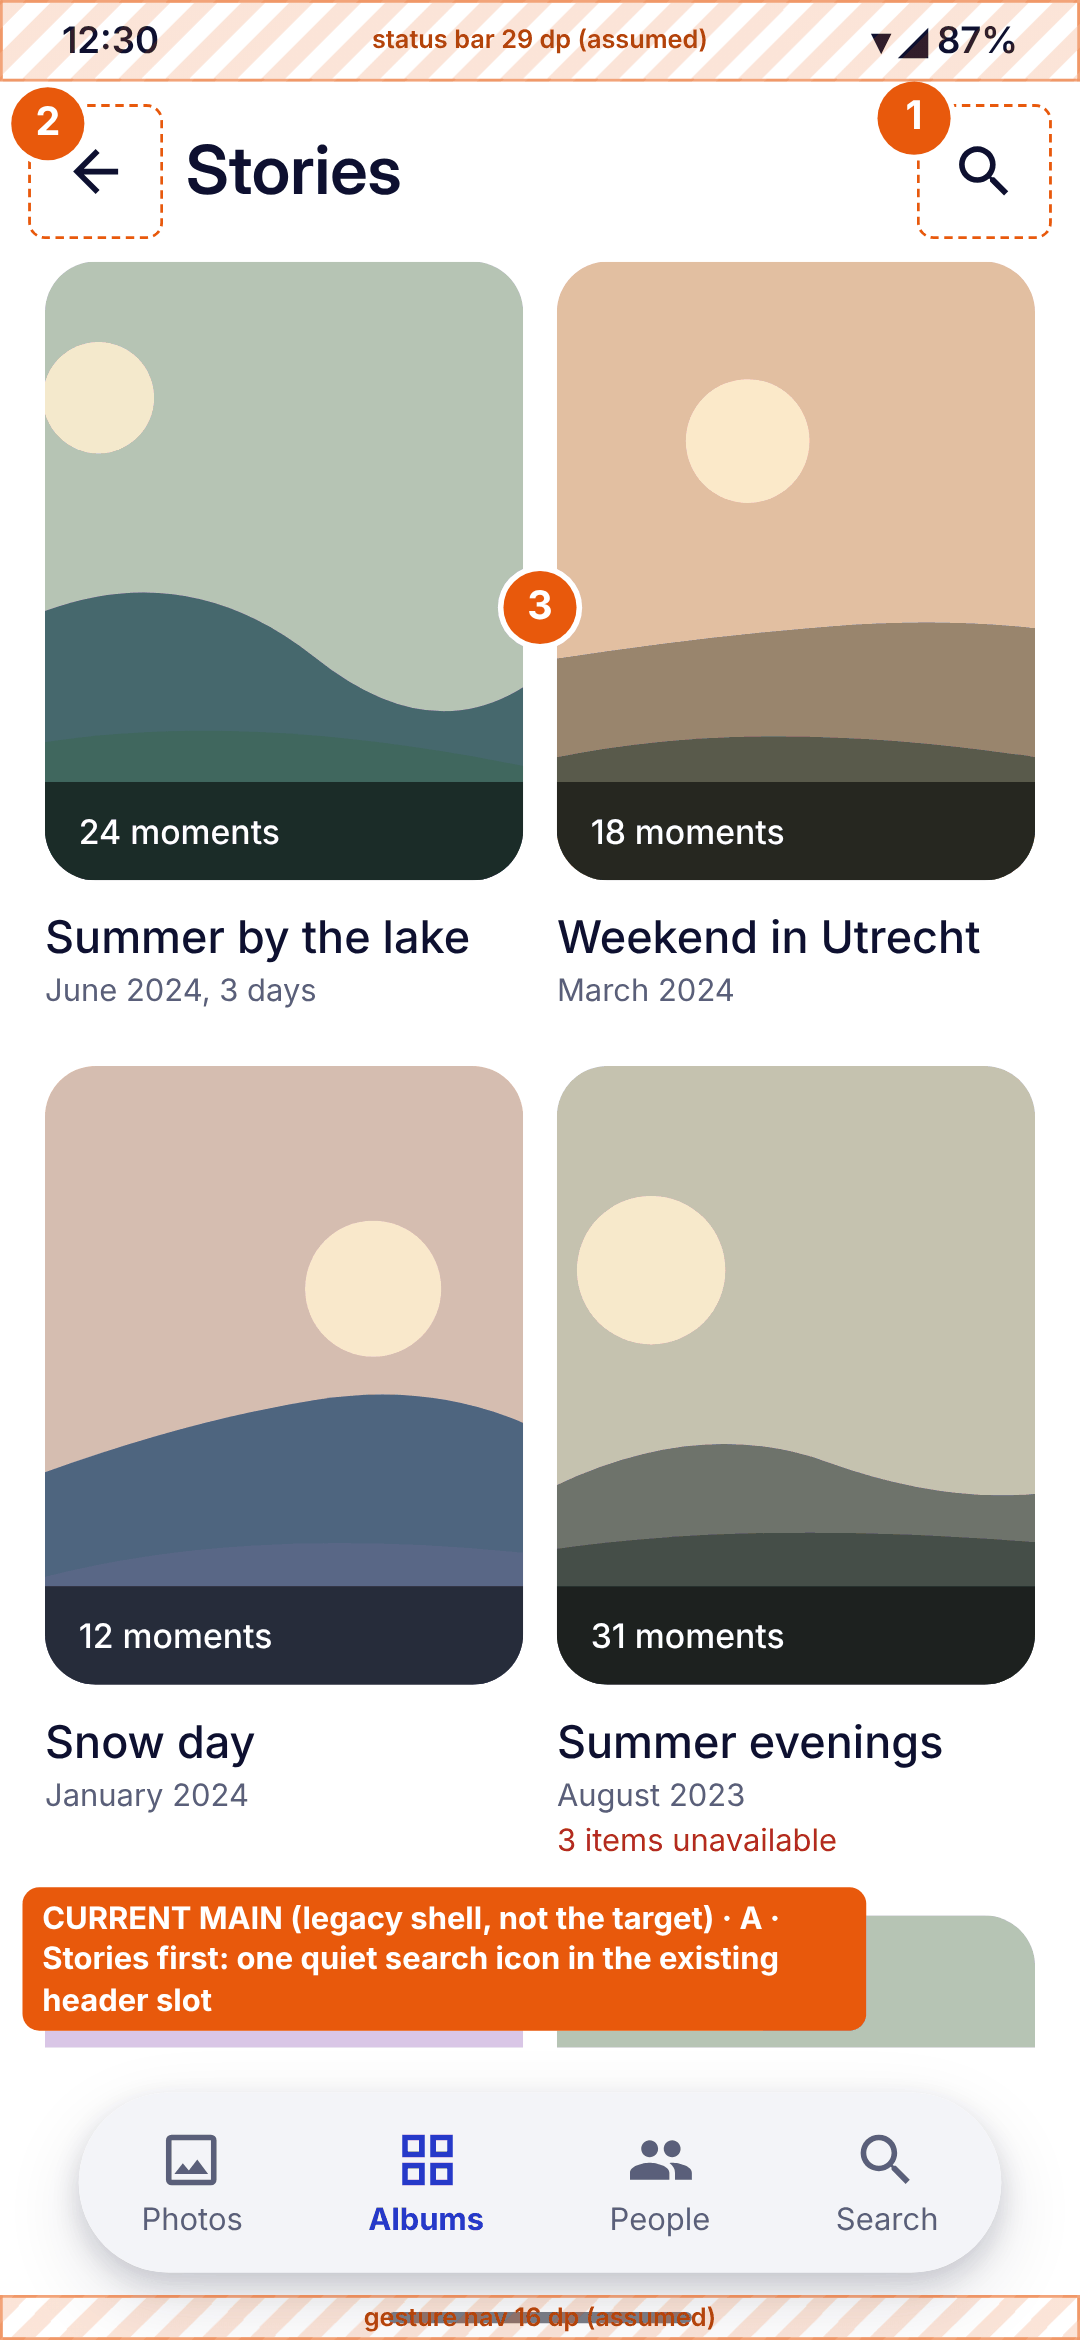 12:30
status bar 29 dp (assumed)
87%
2
Stories
1
3
24 moments
18 moments
Summer by the lake
Weekend in Utrecht
June 2024, 3 days
March 2024
12 moments
31 moments
Snow day
Summer evenings
January 2024
August 2023
3 items unavailable
CURRENT MAIN (legacy shell, not the target) · A ·
Stories first: one quiet search icon in the existing
header slot
Photos
Albums
People
Search
gesture nav 16 dp (assumed)